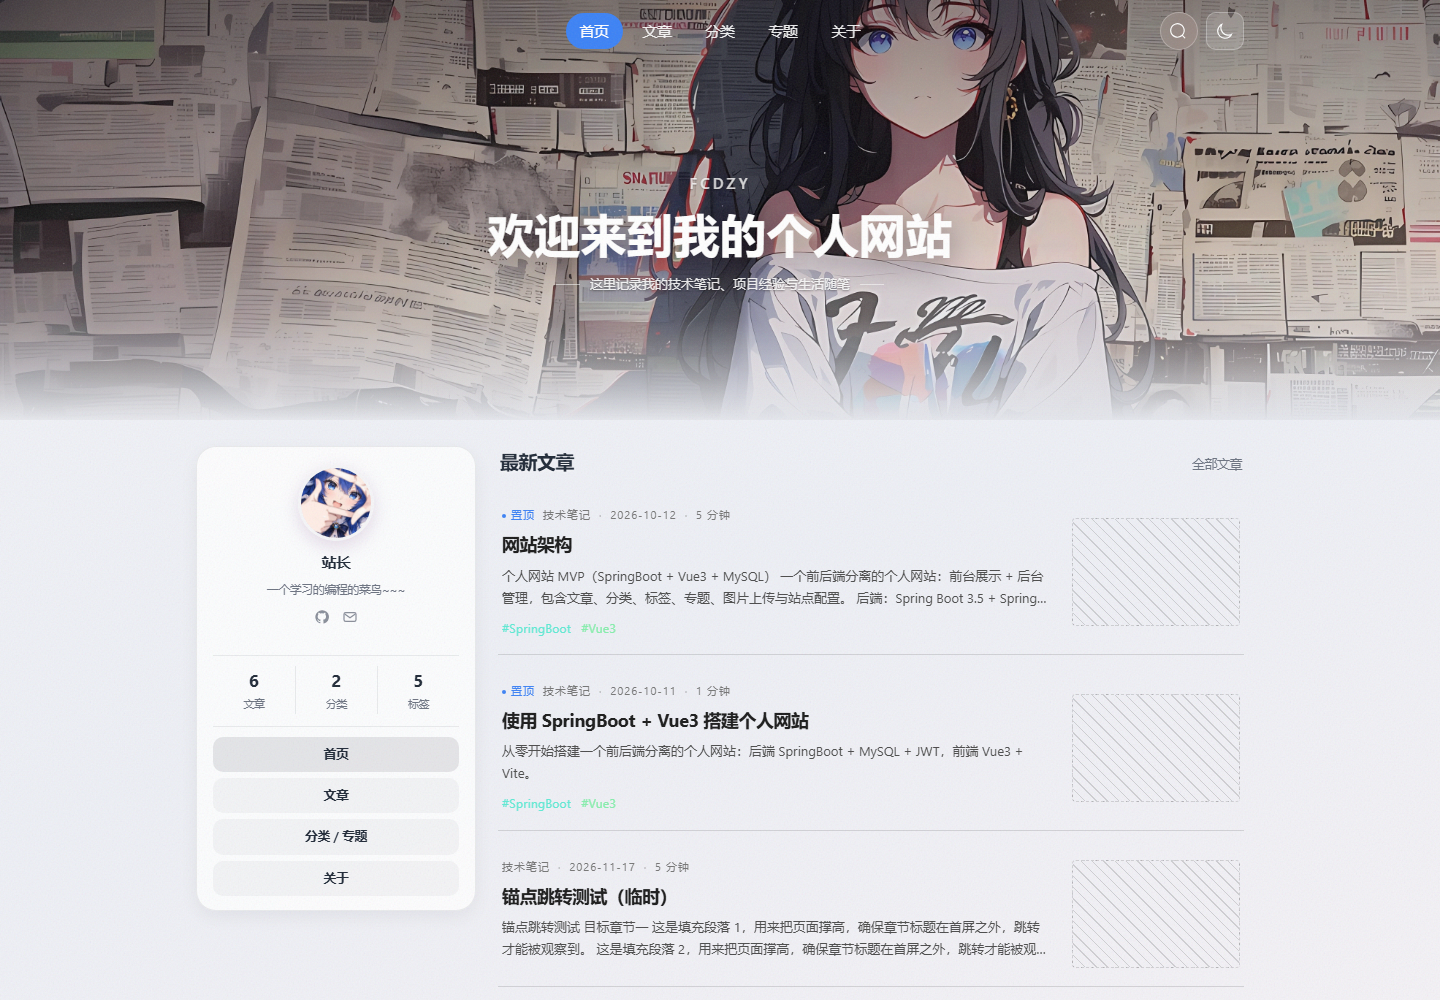 首页 文章 分类 专题 关于
FCDZY
欢迎来到我的个人网站
这里记录我的技术笔记、项目经验与生活随笔
站长
一个学习的编程的菜鸟~~~
6 2 5
文章 分类 标签
首页
文章
分类 / 专题
关于
最新文章
全部文章
置顶 技术笔记 · 2026-10-12 · 5 分钟
网站架构
个人网站 MVP（SpringBoot + Vue3 + MySQL） 一个前后端分离的个人网站：前台展示 + 后台
管理，包含文章、分类、标签、专题、图片上传与站点配置。 后端：Spring Boot 3.5 + Spring...
#SpringBoot #Vue3
置顶 技术笔记 · 2026-10-11 · 1 分钟
使用 SpringBoot + Vue3 搭建个人网站
从零开始搭建一个前后端分离的个人网站：后端 SpringBoot + MySQL + JWT，前端 Vue3 +
Vite。
#SpringBoot #Vue3
技术笔记 · 2026-11-17 · 5 分钟
锚点跳转测试（临时）
锚点跳转测试 目标章节一 这是填充段落 1，用来把页面撑高，确保章节标题在首屏之外，跳转
才能被观察到。 这是填充段落 2，用来把页面撑高，确保章节标题在首屏之外，跳转才能被观...